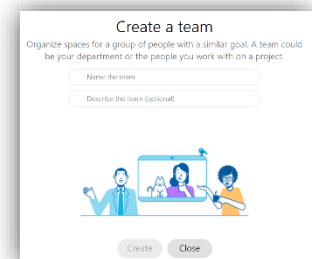 Create a team
Organize spaces for a group of people with a similar goal. A team could
be your department or the people you work with on a project.
Name the team
Describe the team (optional)
Create
Close